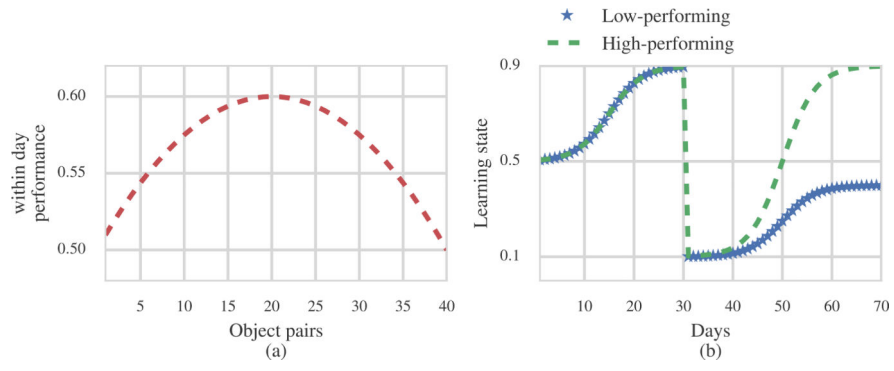 Low-performing
High-performing
within day
performance
0.60
0.55
0.50
5 10 15 20 25 30 35 40
Object pairs
(a)
Learning state
0.9
0.5
0.1
10 20 30 40 50 60 70
Days
(b)